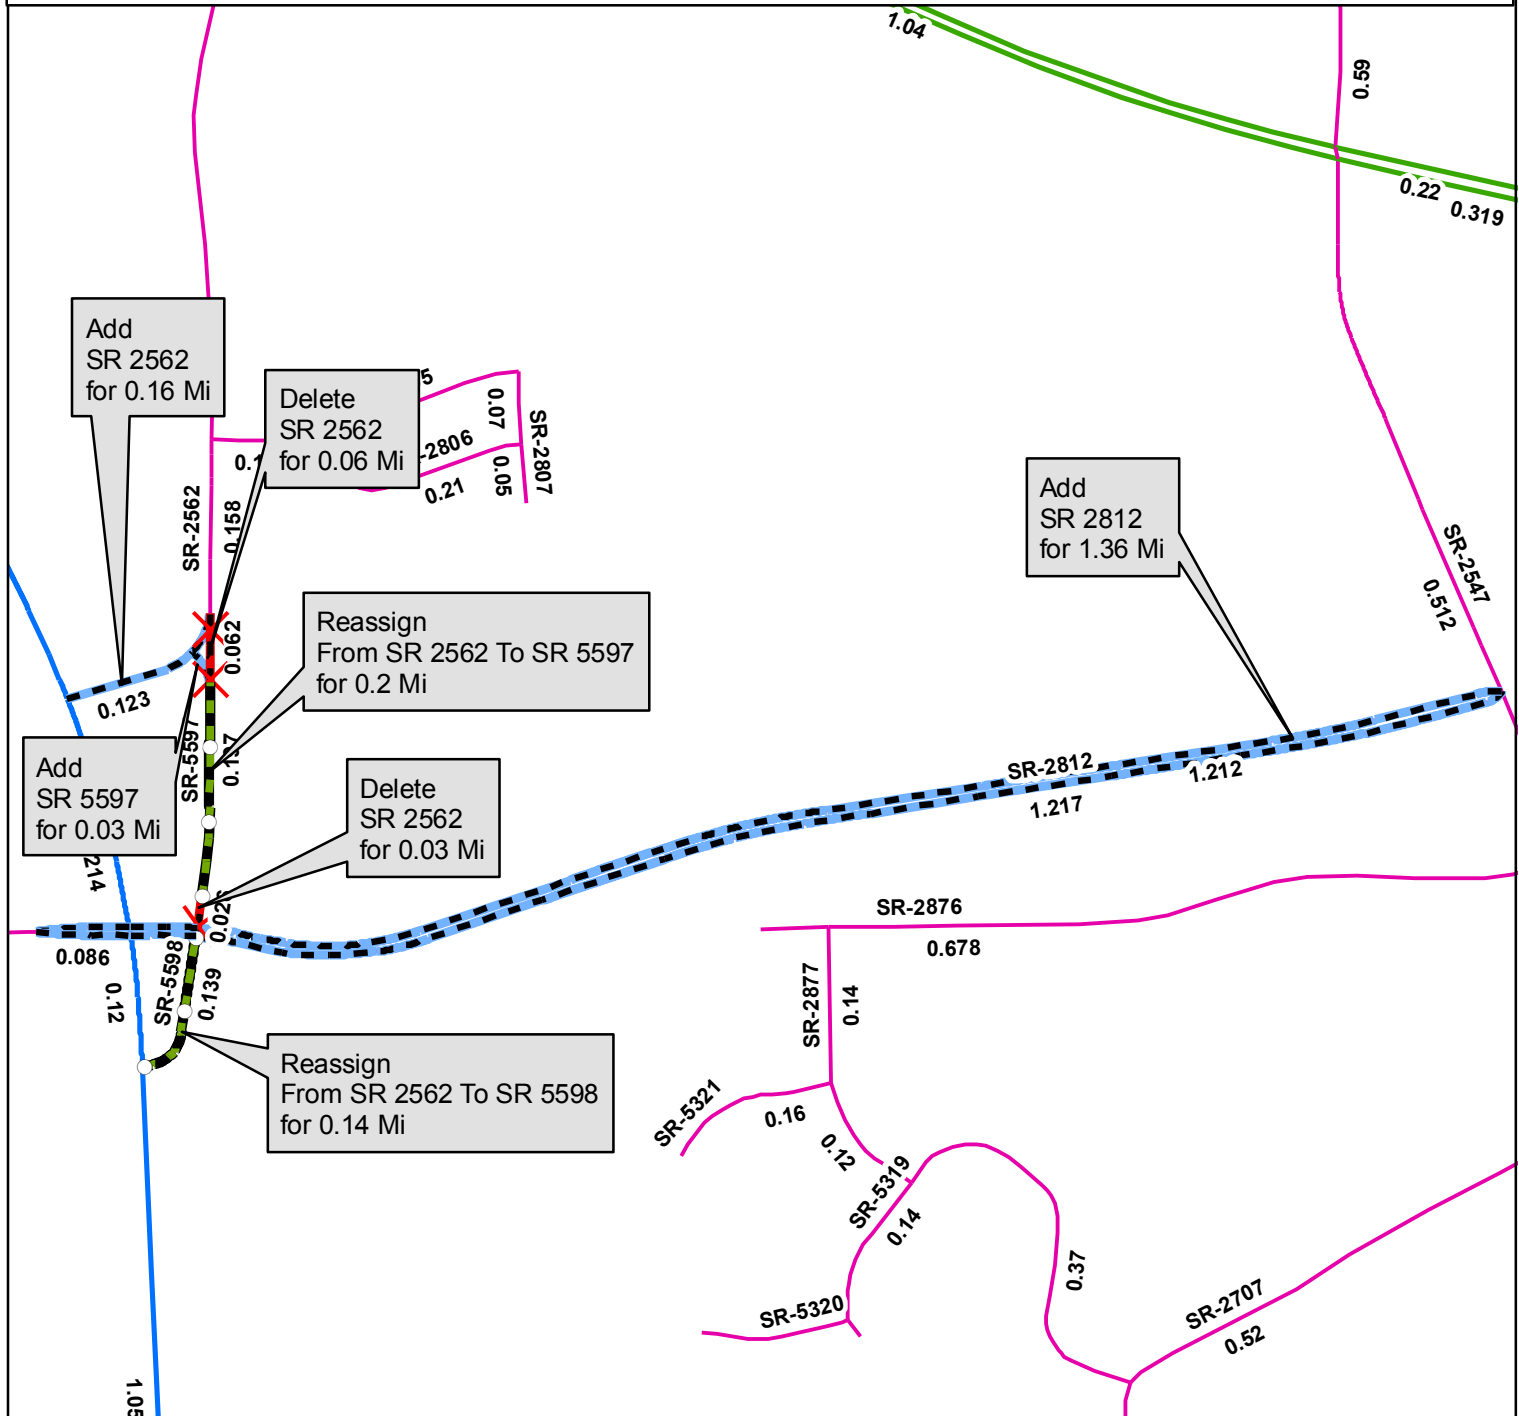 1.04
0.59
0.22
0.319
Add
SR 2562
for 0.16 Mi
Delete
SR 2562
for 0.06 Mi
5
0.07
SR-2807
-2806
0.21
0.05
0.1
SR-2562
0.158
Add
SR 2812
for 1.36 Mi
SR-2547
0.512
Reassign
From SR 2562 To SR 5597
for 0.2 Mi
0.062
0.123
Add
SR 5597
for 0.03 Mi
SR-5597
Delete
SR 2562
for 0.03 Mi
SR-2812
1.212
1.217
214
SR-2876
0.678
0.086
0.12
SR-5598
0.139
SR-2877
0.14
Reassign
From SR 2562 To SR 5598
for 0.14 Mi
SR-5321
0.16
0.12
SR-5319
0.14
0.37
SR-5320
SR-2707
0.52
1.05